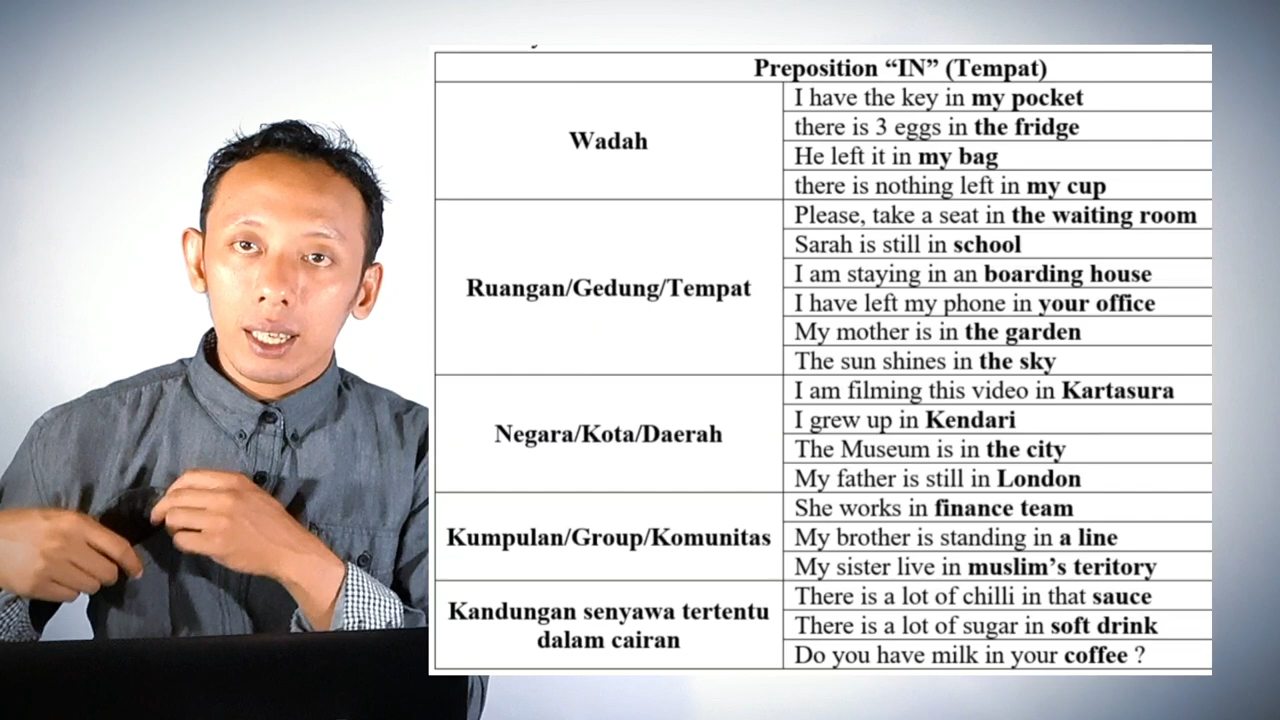 Preposition “IN” (Tempat)
Wadah
I have the key in my pocket
there is 3 eggs in the fridge
He left it in my bag
there is nothing left in my cup
Ruangan/Gedung/Tempat
Please, take a seat in the waiting room
Sarah is still in school
I am staying in an boarding house
I have left my phone in your office
My mother is in the garden
The sun shines in the sky
Negara/Kota/Daerah
I am filming this video in Kartasura
I grew up in Kendari
The Museum is in the city
My father is still in London
Kumpulan/Group/Komunitas
She works in finance team
My brother is standing in a line
My sister live in muslim’s teritory
Kandungan senyawa tertentu
dalam cairan
There is a lot of chilli in that sauce
There is a lot of sugar in soft drink
Do you have milk in your coffee ?